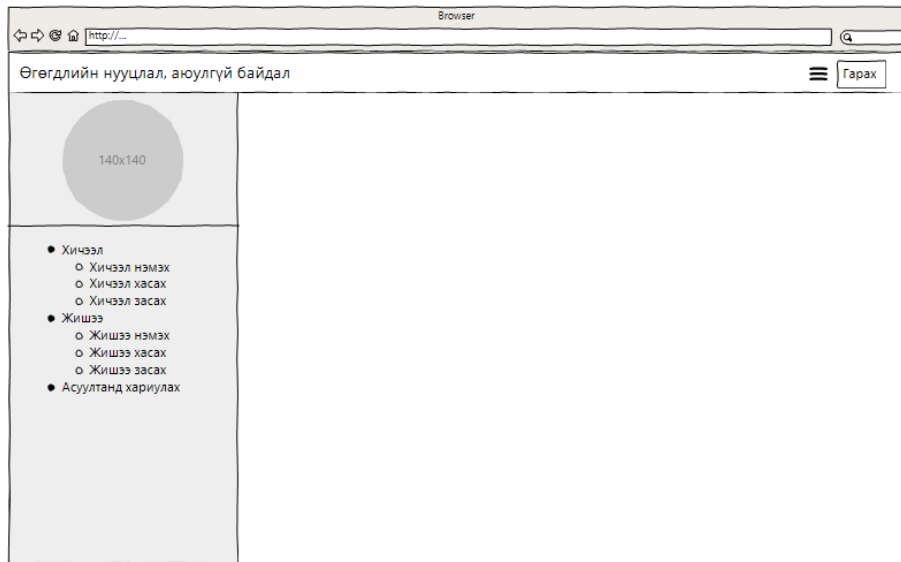 Browser
http://...
Өгөгдлийн нууцлал, аюулгүй байдал
Гарах
140x140
Хичээл
Хичээл нэмэх
Хичээл хасах
Хичээл засах
Жишээ
Жишээ нэмэх
Жишээ хасах
Жишээ засах
Асуултанд хариулах